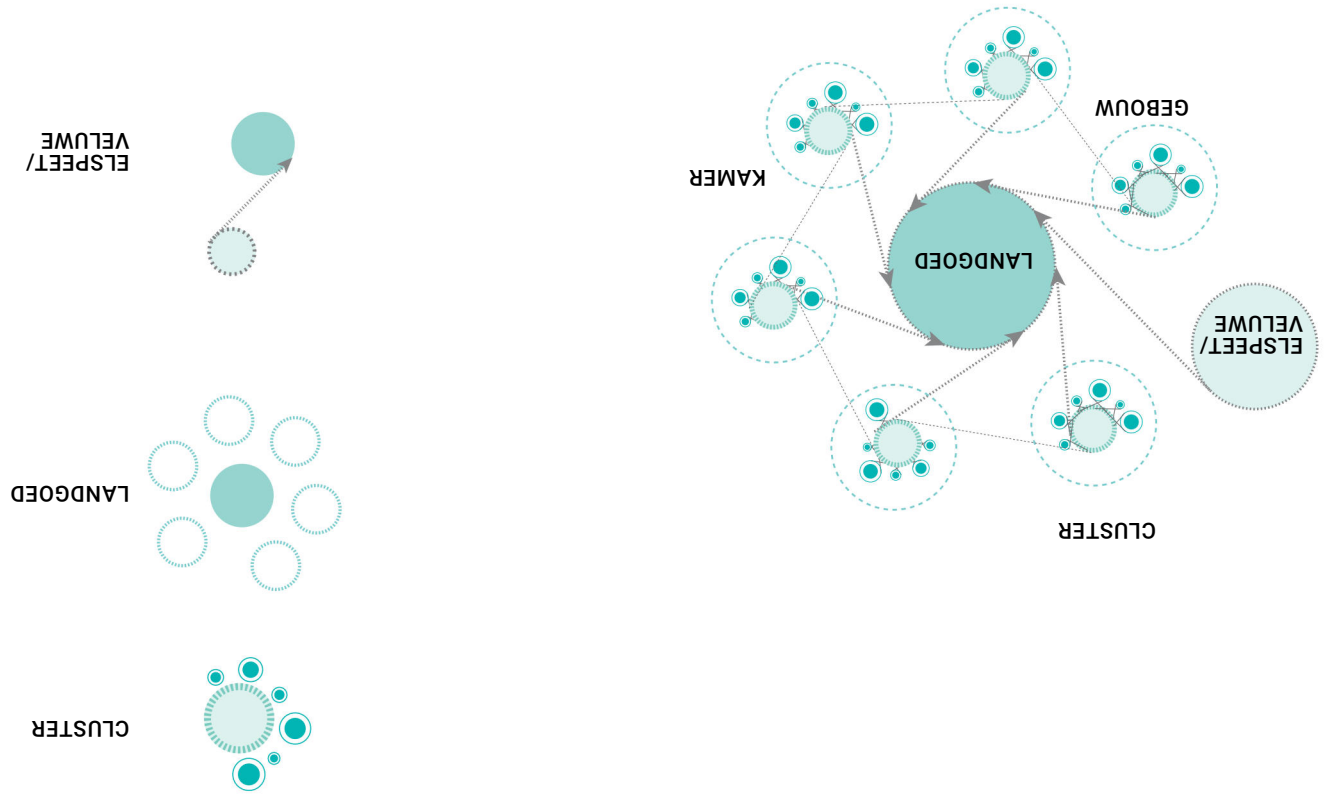 CLUSTER
ELSPEET/
VELUWE
LANDGOED
KAMER
GEBOUW
CLUSTER
LANDGOED
ELSPEET/
VELUWE